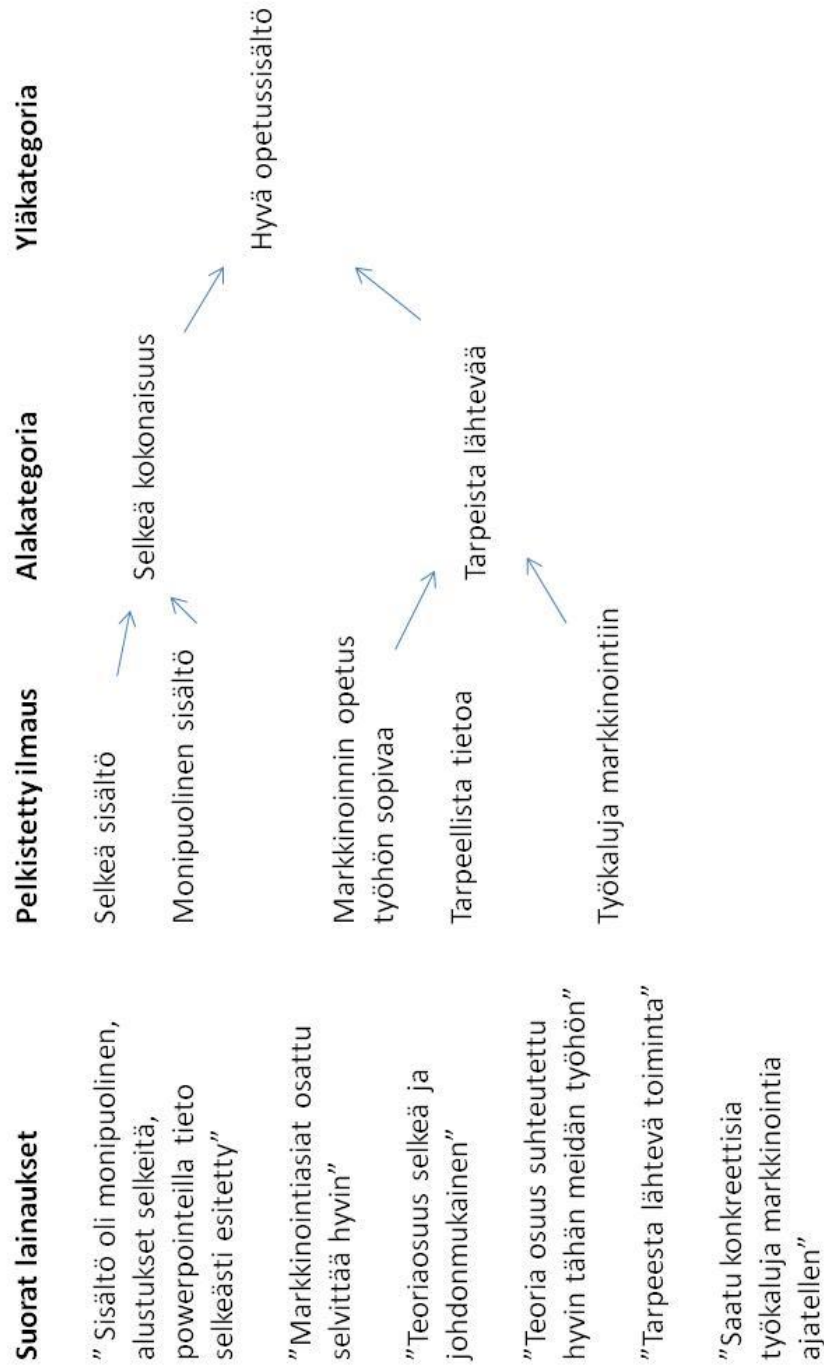 Suorat lainaukset
” Sisältö oli monipuolinen,
alustukset selkeitä,
powerpointeilla tieto
selkeästi esitetty”
”Markkinointiasiat osattu
selvittää hyvin”
”Teoriaosuus selkeä ja
johdonmukainen”
”Teoria osuus suhteutettu
hyvin tähän meidän työhön”
”Tarpeesta lähtevä toiminta”
”Saatu konkreettisia
työkaluja markkinointia
ajatellen”
Pelkistetty ilmaus
Selkeä sisältö
Monipuolinen sisältö
Markkinoinnin opetus
työhön sopivaa
Tarpeellista tietoa
Työkaluja markkinointiin
Alakategoria
Selkeä kokonaisuus
Tarpeista lähtevää
Yläkategoria
Hyvä opetussisältö